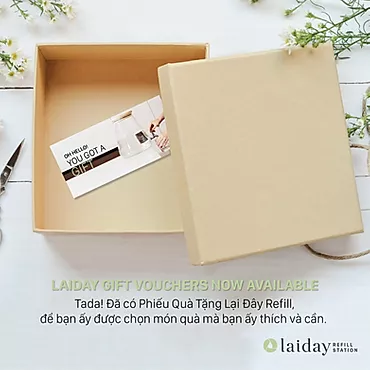 OH HELLO!
YOU GOT A
GIFT
LAIDAY GIFT VOUCHERS NOW AVAILABLE
Tada! Đã có Phiếu Quà Tặng Lại Đây Refill,
để bạn ấy được chọn món quà mà bạn ấy thích và cần.
laiday REFILL
STATION